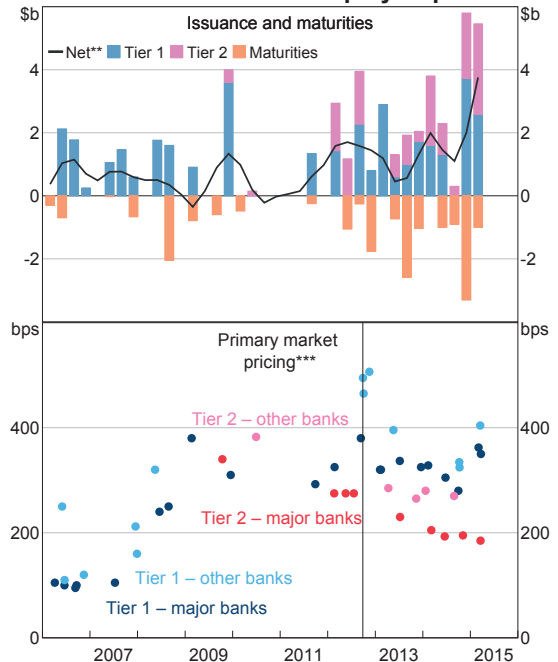 $b
$b
Issuance and maturities
Net** Tier 1 Tier 2 Maturities
4
4
2
2
0
0
-2
-2
bps
bps
Primary market
pricing***
Tier 2 – other banks
400
400
Tier 2 – major banks
200
200
Tier 1 – other banks
Tier 1 – major banks
0
0
2007
2009
2011
2013
2015